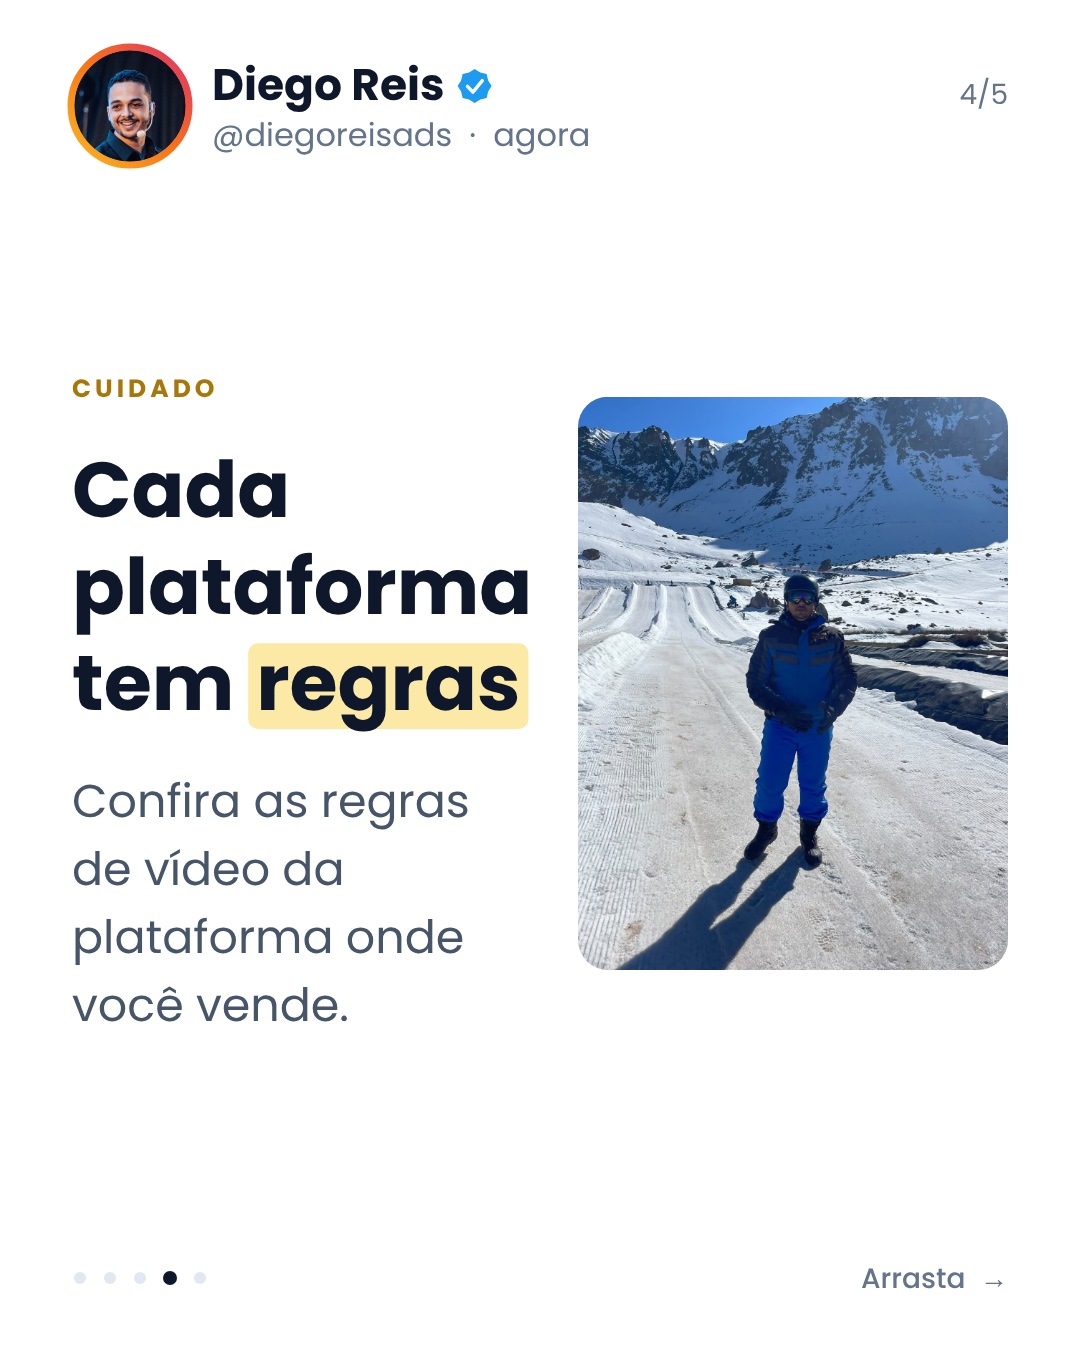 Diego Reis
@diegoreisads · agora
4/5
CUIDADO
Cada
plataforma
tem regras
Confira as regras
de vídeo da
plataforma onde
você vende.
Arrasta →